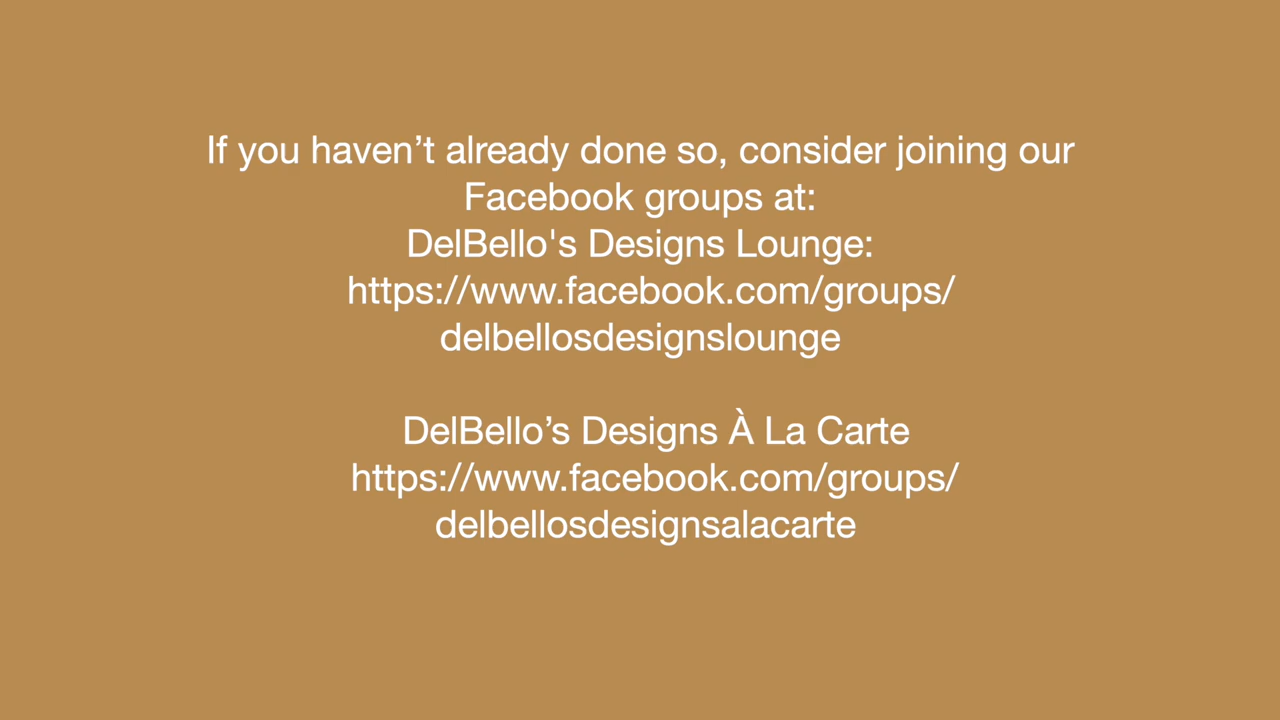 If you haven’t already done so, consider joining our
Facebook groups at:
DelBello's Designs Lounge:
https://www.facebook.com/groups/
delbellosdesignslounge
DelBello’s Designs À La Carte
https://www.facebook.com/groups/
delbellosdesignsalacarte